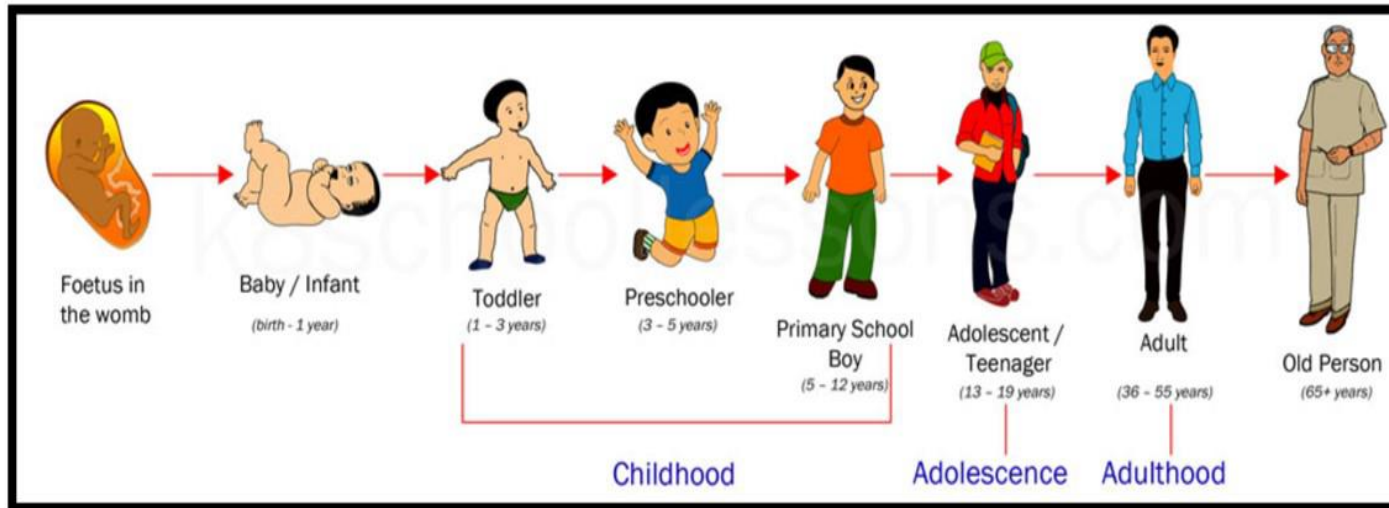 k8schoollessons.com
Foetus in
the womb
Baby / Infant
(birth - 1 year)
Toddler
(1 – 3 years)
Preschooler
(3 – 5 years)
Primary School
Boy
(5 – 12 years)
Adolescent /
Teenager
(13 – 19 years)
Adult
(36 – 55 years)
Old Person
(65+ years)
Childhood
Adolescence
Adulthood